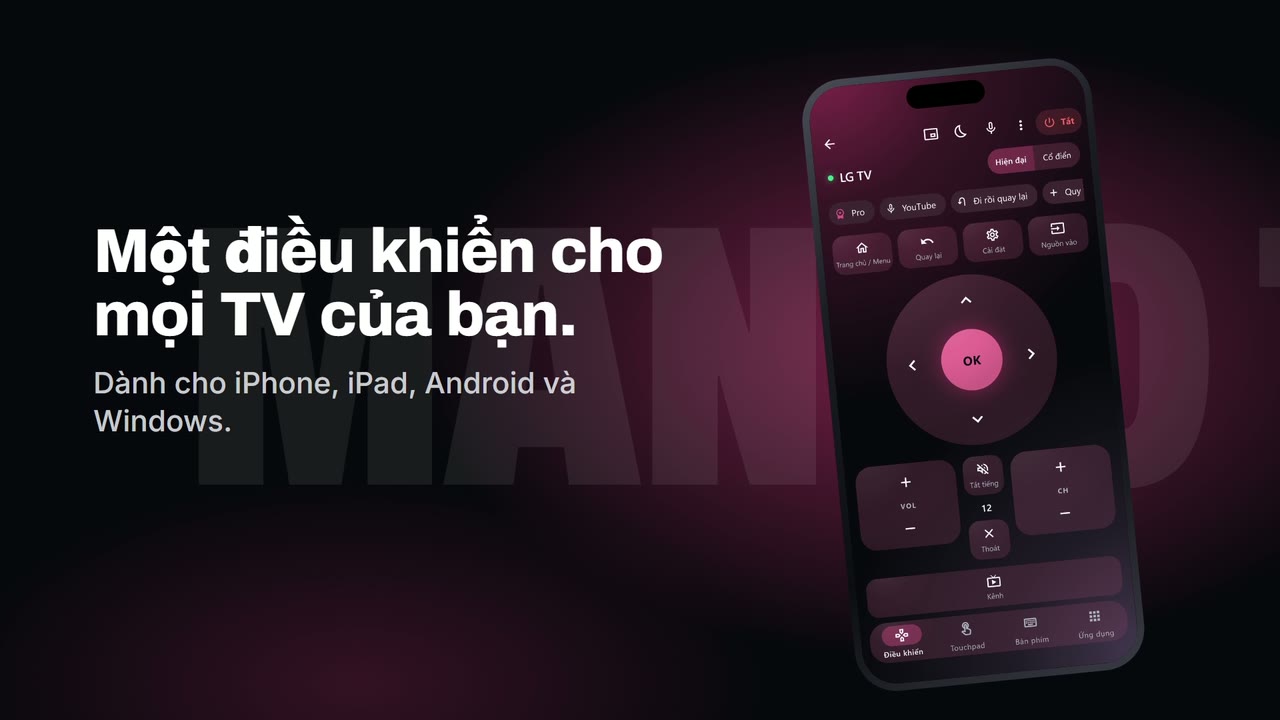 Một điều khiển cho
mọi TV của bạn.
Dành cho iPhone, iPad, Android và
Windows.
MAN
Tắt
LG TV
Hiện đại
Cổ điển
Pro
YouTube
Đi rồi quay lại
Quy
Trang chủ / Menu
Quay lại
Cài đặt
Nguồn vào
OK
VOL
Tắt tiếng
12
CH
Thoát
Kênh
Điều khiển
Touchpad
Bàn phím
Ứng dụng